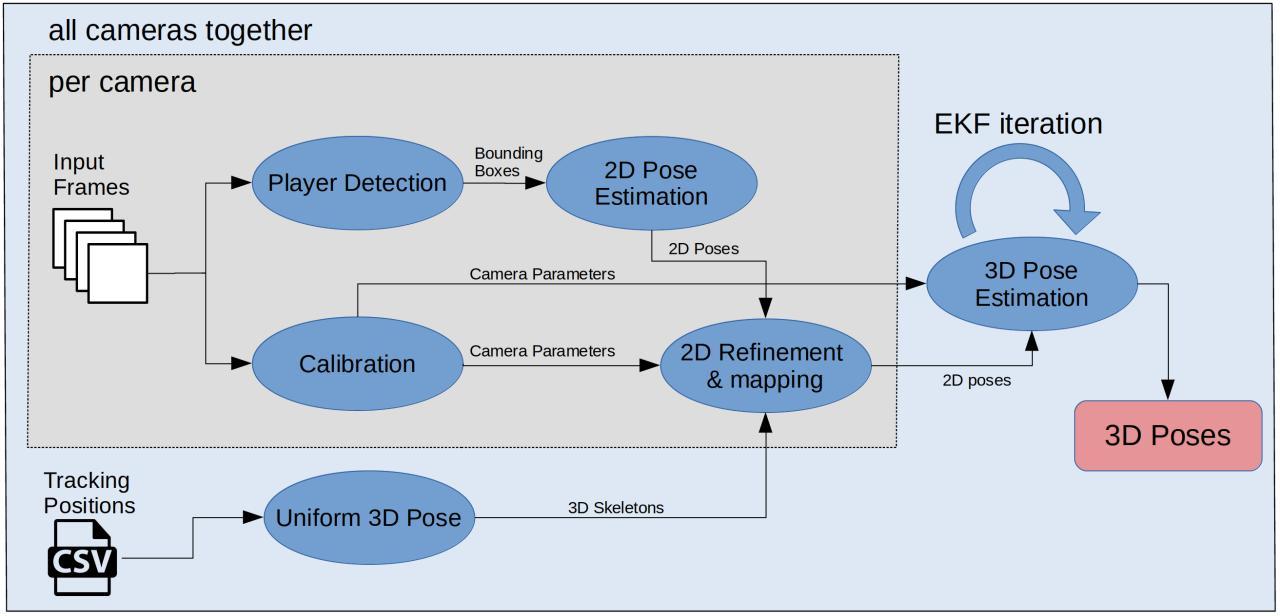 all cameras together
per camera
Input
Frames
Player Detection
Bounding
Boxes
2D Pose
Estimation
EKF iteration
2D Poses
Camera Parameters
3D Pose
Estimation
Calibration
Camera Parameters
2D Refinement
& mapping
2D poses
3D Poses
Tracking
Positions
CSV
Uniform 3D Pose
3D Skeletons